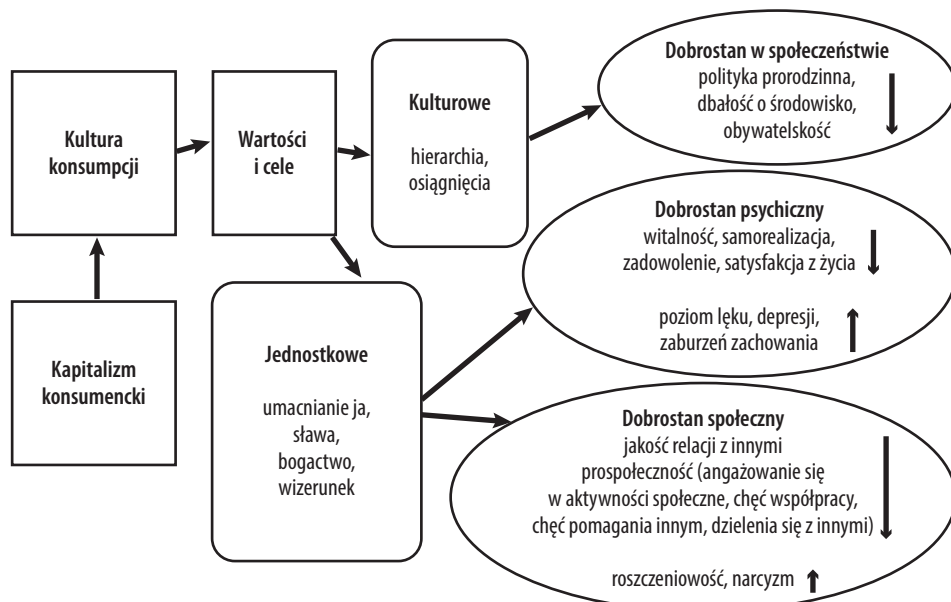 Kultura
konsumpcji
Wartości
i cele
Kulturowe
hierarchia,
osiągnięcia
Dobrostan w społeczeństwie
polityka prorodzinna,
dbałość o środowisko,
obywatelskość
Kapitalizm
konsumencki
Jednostkowe
umacnianie ja,
sława,
bogactwo,
wizerunek
Dobrostan psychiczny
witalność, samorealizacja,
zadowolenie, satysfakcja z życia
poziom lęku, depresji,
zaburzeń zachowania
Dobrostan społeczny
jakość relacji z innymi
prospołeczność (angażowanie się
w aktywności społeczne, chęć współpracy,
chęć pomagania innym, dzielenia się z innymi)
roszczeniowość, narcyzm